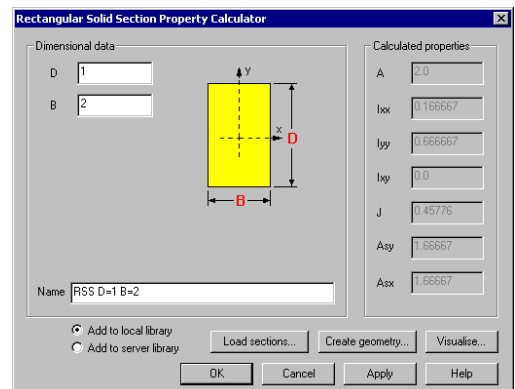 Rectangular Solid Section Property Calculator
Dimensional data
D 1
B 2
y
x
D
B
Name RSS D=1 B=2
Calculated properties
A 2.0
Ixx 0.166667
Iyy 0.666667
Ixy 0.0
J 0.45776
Asy 1.66667
Asx 1.66667
Add to local library
Add to server library
Load sections... Create geometry... Visualise...
OK Cancel Apply Help